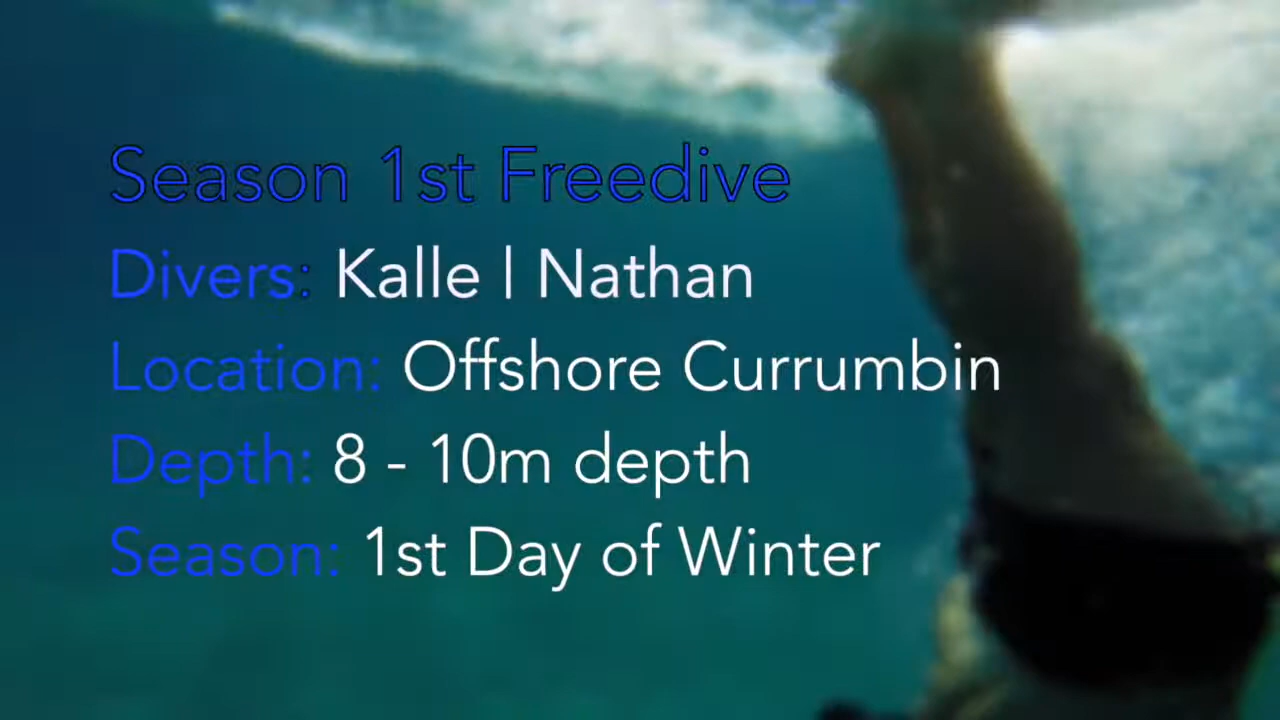 Season 1st Freedive
Divers: Kalle | Nathan
Location: Offshore Currumbin
Depth: 8 - 10m depth
Season: 1st Day of Winter